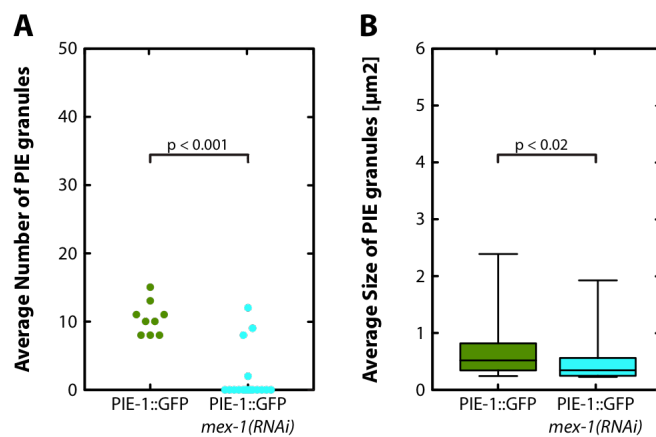 A
Average Number of PIE granules
50
40
30
20
10
0
p < 0.001
PIE-1::GFP
PIE-1::GFP
mex-1(RNAi)
B
Average Size of PIE granules [µm2]
6
5
4
3
2
1
0
p < 0.02
PIE-1::GFP
PIE-1::GFP
mex-1(RNAi)